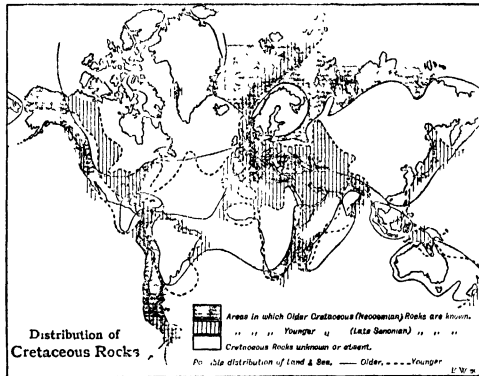 Distribution of
Cretaceous Rocks
Areas in which Older Cretaceous (Neocomian) Rocks are known.
" " " Younger " (Late Senonian) " " "
Cretaceous Rocks unknown or absent.
Possible distribution of Land & Sea, — Older, ---- Younger